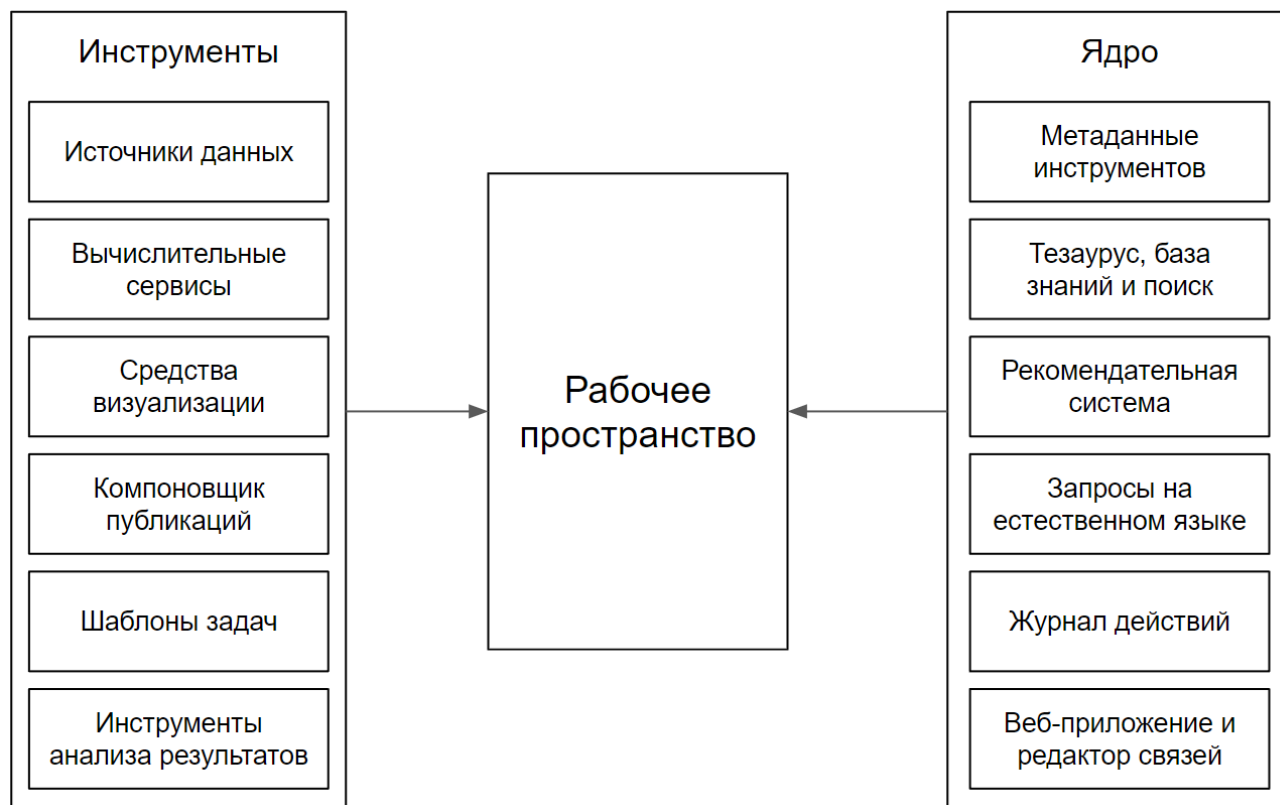 Инструменты
Источники данных
Вычислительные
сервисы
Средства
визуализации
Компоновщик
публикаций
Шаблоны задач
Инструменты
анализа результатов
Рабочее
пространство
Ядро
Метаданные
инструментов
Тезаурус, база
знаний и поиск
Рекомендательная
система
Запросы на
естественном языке
Журнал действий
Веб-приложение и
редактор связей